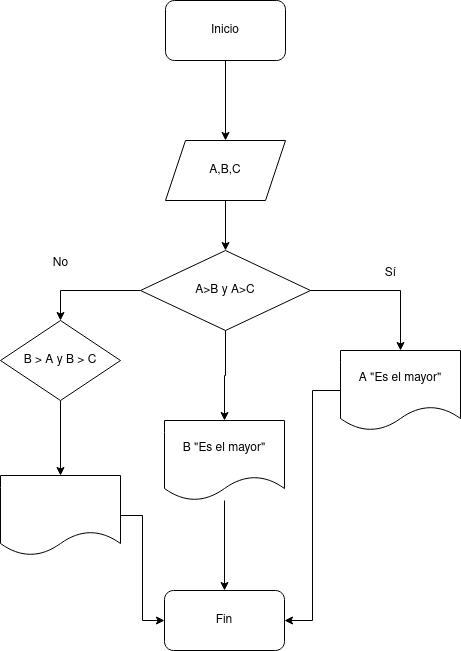 Inicio
A,B,C
A>B y A>C
No
Sí
B > A y B > C
A "Es el mayor"
B "Es el mayor"
Fin